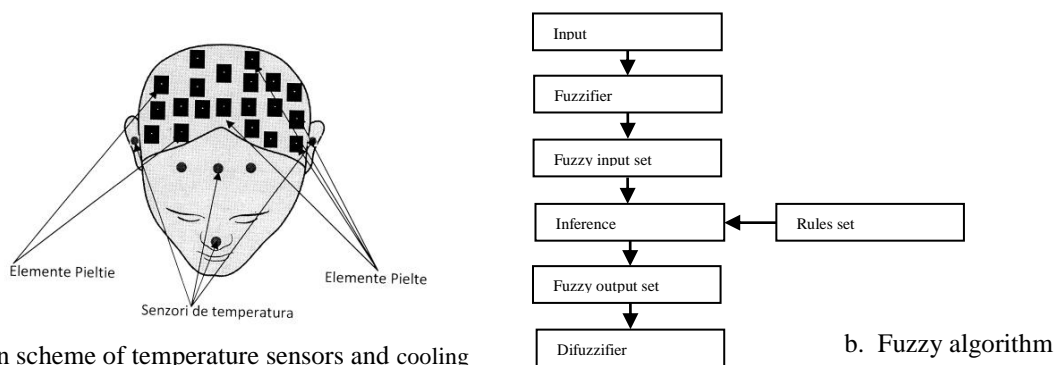 Elemente Pieltie
Elemente Pielte
Senzori de temperatura
n scheme of temperature sensors and cooling
Input
Fuzzifier
Fuzzy input set
Inference
Rules set
Fuzzy output set
Difuzzifier
b. Fuzzy algorithm